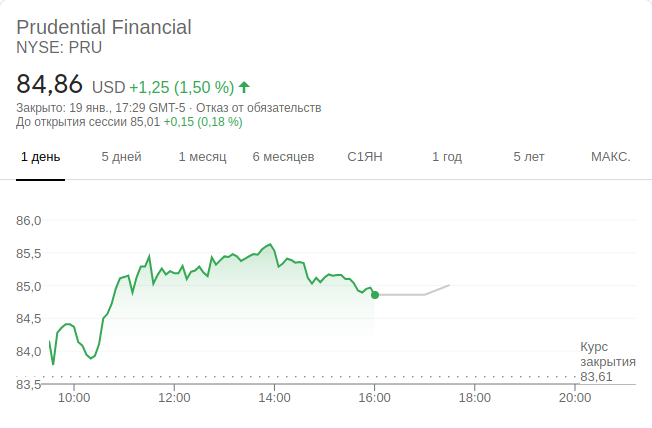 Prudential Financial
NYSE: PRU
84,86 USD +1,25 (1,50 %)
Закрыто: 19 янв., 17:29 GMT-5 · Отказ от обязательств
До открытия сессии 85,01 +0,15 (0,18 %)
1 день 5 дней 1 месяц 6 месяцев С1ЯН 1 год 5 лет МАКС.
86,0
85,5
85,0
84,5
84,0
83,5
Курс
закрытия
83,61
10:00 12:00 14:00 16:00 18:00 20:00